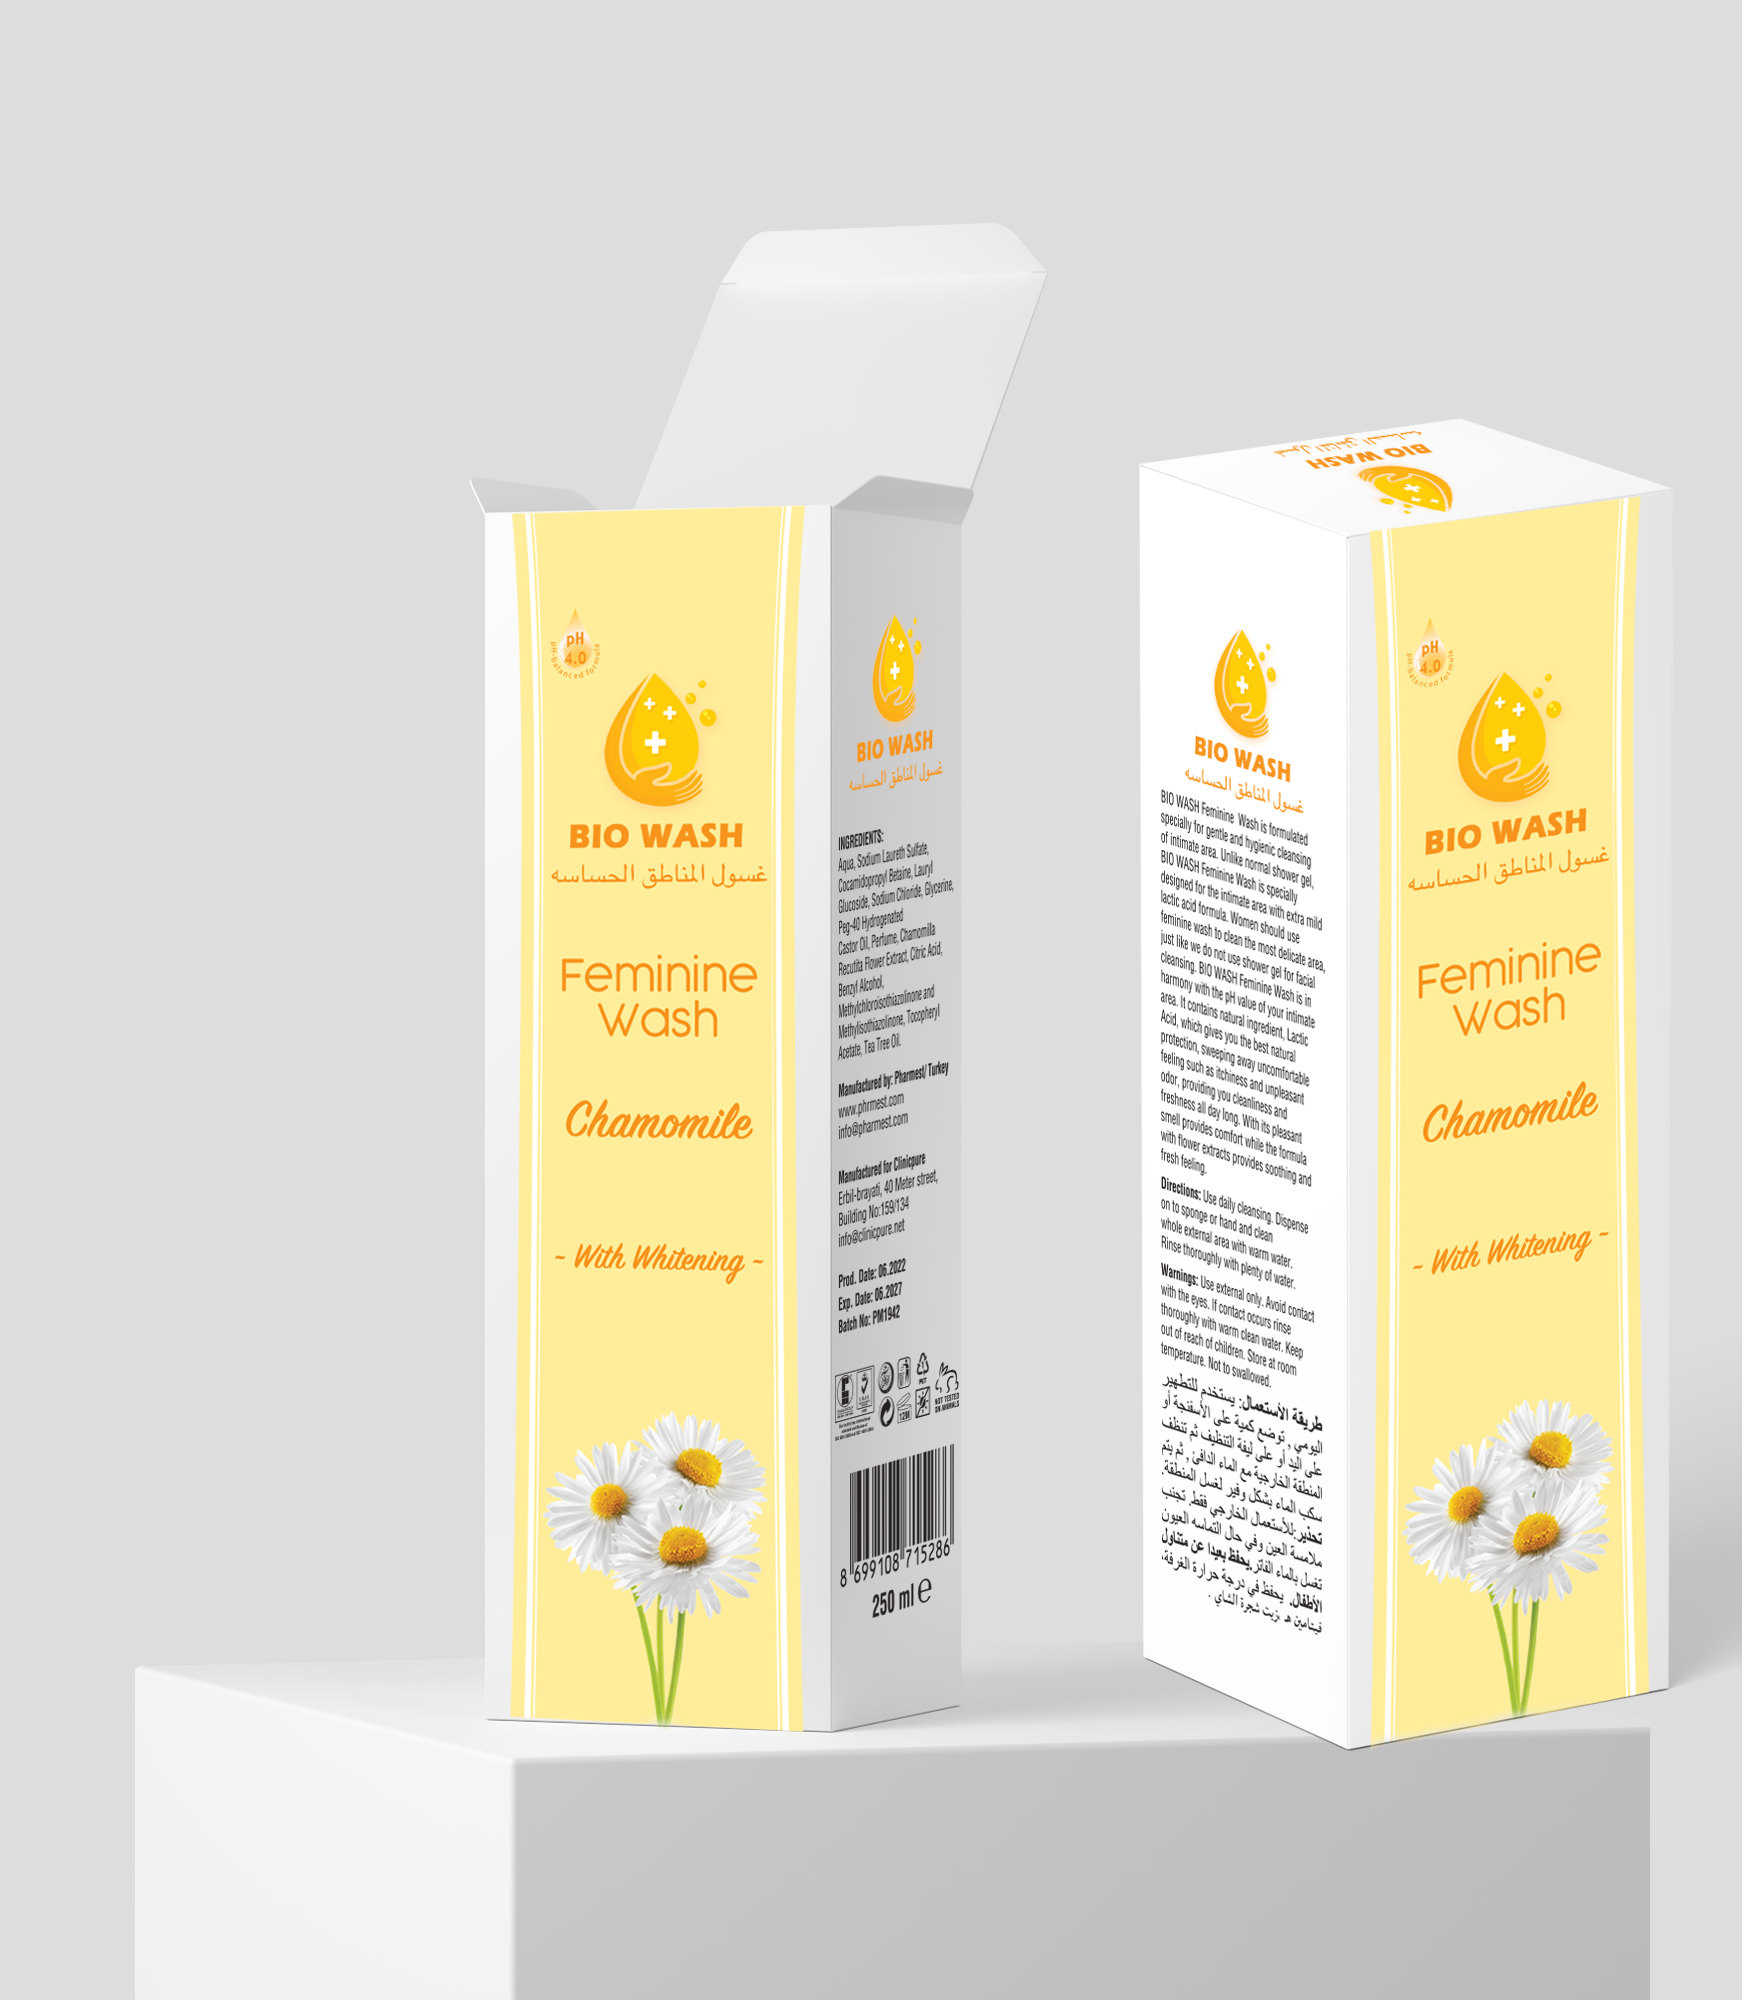 pH
4.0
pH-balanced formula
BIO WASH
غسول المناطق الحساسه
Feminine
Wash
Chamomile
~ With Whitening ~
BIO WASH
غسول المناطق الحساسه
INGREDIENTS:
Aqua, Sodium Laureth Sulfate,
Cocamidopropyl Betaine, Lauryl
Glucoside, Sodium Chloride, Glycerine,
Peg-40 Hydrogenated
Castor Oil, Perfume, Chamomilla
Recutita Flower Extract, Citric Acid,
Benzyl Alcohol,
Methylchloroisothiazolinone and
Methylisothiazolinone, Tocopheryl
Acetate, Tea Tree Oil.
Manufactured by: Pharmest/ Turkey
www.phrmest.com
info@pharmest.com
Manufactured for Clinicpure
Erbil-brayati, 40 Meter street,
Building No:159/134
info@clinicpure.net
Prod. Date: 06.2022
Exp. Date: 06.2027
Batch No: PM1942
PET
12M
NOT TESTED
ON ANIMALS
8 699108 715286
250 ml e
BIO WASH
غسول المناطق الحساسه
BIO WASH
غسول المناطق الحساسه
BIO WASH Feminine Wash is formulated
specially for gentle and hygienic cleansing
of intimate area. Unlike normal shower gel,
BIO WASH Feminine Wash is specially
designed for the intimate area with extra mild
lactic acid formula. Women should use
feminine wash to clean the most delicate area,
just like we do not use shower gel for facial
cleansing. BIO WASH Feminine Wash is in
harmony with the pH value of your intimate
area. It contains natural ingredient, Lactic
Acid, which gives you the best natural
protection, sweeping away uncomfortable
feeling such as itchiness and unpleasant
odor, providing you cleanliness and
freshness all day long. With its pleasant
smell provides comfort while the formula
with flower extracts provides soothing and
fresh feeling.
Directions: Use daily cleansing. Dispense
on to sponge or hand and clean
whole external area with warm water.
Rinse thoroughly with plenty of water.
Warnings: Use external only. Avoid contact
with the eyes. If contact occurs rinse
thoroughly with warm clean water. Keep
out of reach of children. Store at room
temperature. Not to swallowed.
طريقة الأستعمال: يستخدم للتطهير
اليومي , توضع كمية على الأسفنجة أو
على اليد أو على ليفة التنظيف ثم تنظف
المنطقة الخارجية مع الماء الدافئ , ثم يتم
سكب الماء بشكل وفير لغسل المنطقة.
تحذير:للأستعمال الخارجي فقط. تجنب
ملامسة العين وفي حال التماسه العيون
تغسل بالماء الفاتر.يحفظ بعيدا عن متناول
الأطفال. يحفظ في درجة حرارة الغرفة.
فيتامين هـ .زيت شجرة الشاي .
pH
4.0
pH-balanced formula
BIO WASH
غسول المناطق الحساسه
Feminine
Wash
Chamomile
~ With Whitening ~